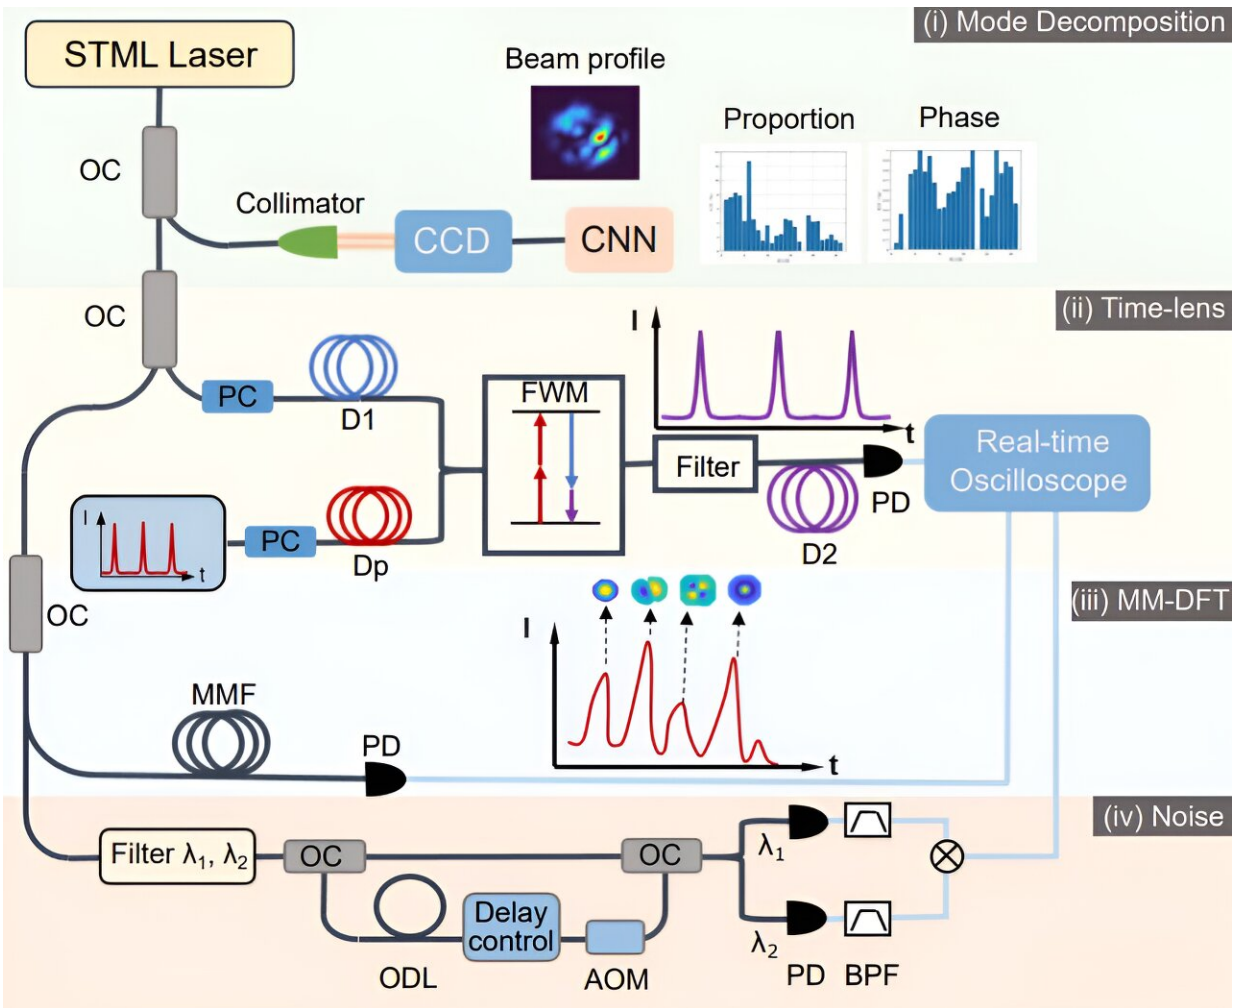 (i) Mode Decomposition
STML Laser
Beam profile
Proportion
Phase
OC
Collimator
CCD
CNN
OC
(ii) Time-lens
I
t
PC
D1
FWM
Filter
PD
Real-time
Oscilloscope
D2
I
t
PC
Dp
(iii) MM-DFT
OC
I
t
MMF
PD
(iv) Noise
Filter λ1, λ2
OC
OC
λ1
λ2
ODL
Delay
control
AOM
PD
BPF